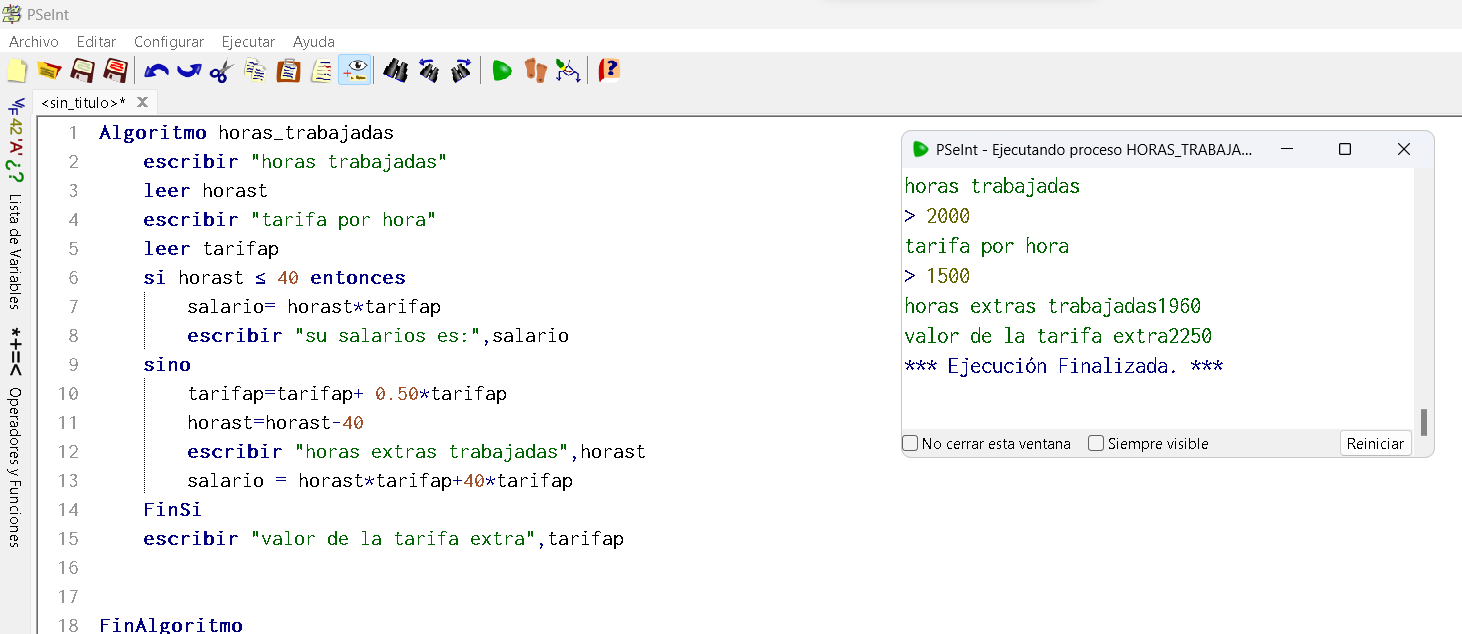 PSeInt
Archivo Editar Configurar Ejecutar Ayuda
<sin_titulo>* X
1 Algoritmo horas_trabajadas
2 escribir "horas trabajadas"
3 leer horast
4 escribir "tarifa por hora"
5 leer tarifap
6 si horast ≤ 40 entonces
7 salario= horast*tarifap
8 escribir "su salarios es:",salario
9 sino
10 tarifap=tarifap+ 0.50*tarifap
11 horast=horast-40
12 escribir "horas extras trabajadas",horast
13 salario = horast*tarifap+40*tarifap
14 FinSi
15 escribir "valor de la tarifa extra",tarifap
16
17
18 FinAlgoritmo
VF 42 'A' ¿?
Lista de Variables
*+=<
Operadores y Funciones
PSeInt - Ejecutando proceso HORAS_TRABAJA...
horas trabajadas
> 2000
tarifa por hora
> 1500
horas extras trabajadas1960
valor de la tarifa extra2250
*** Ejecución Finalizada. ***
No cerrar esta ventana Siempre visible Reiniciar